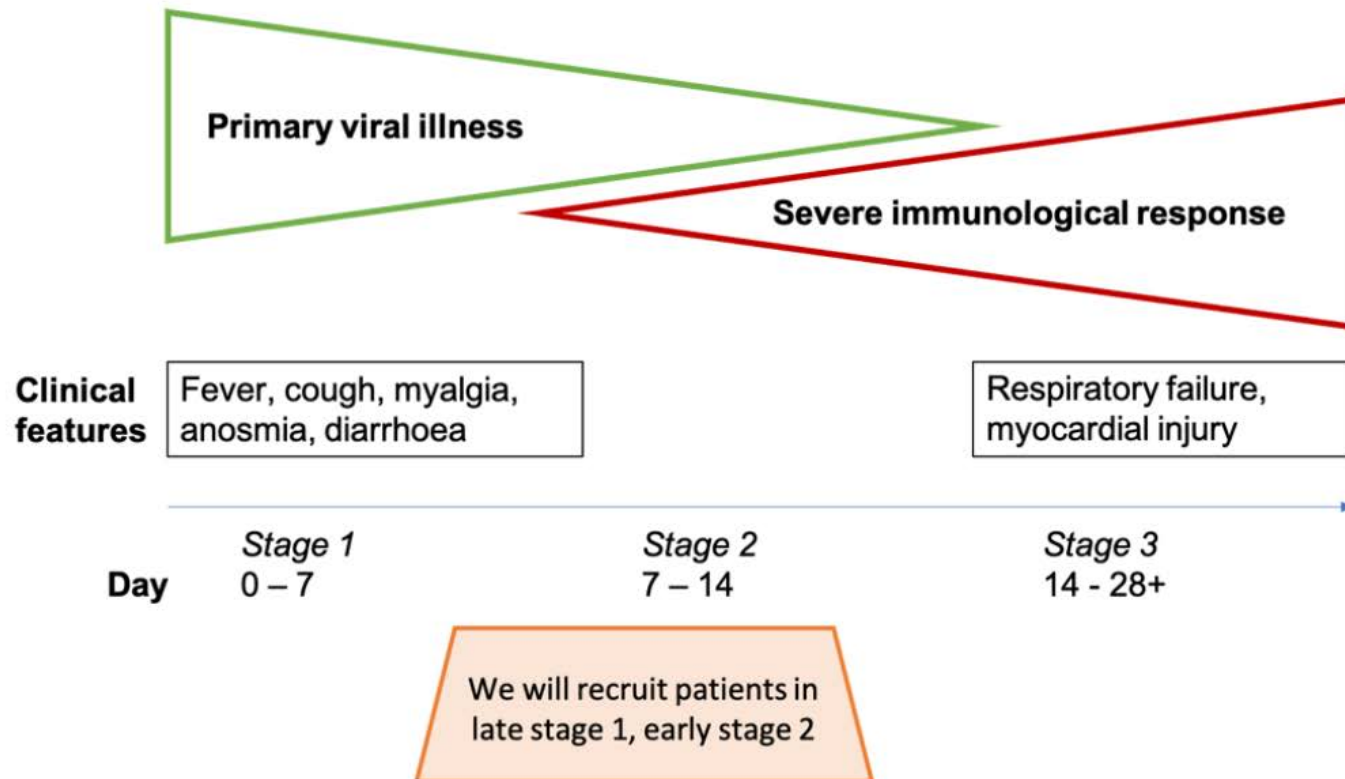 Primary viral illness
Severe immunological response
Clinical
features
Fever, cough, myalgia,
anosmia, diarrhoea
Respiratory failure,
myocardial injury
Stage 1
Stage 2
Stage 3
Day
0 – 7
7 – 14
14 - 28+
We will recruit patients in
late stage 1, early stage 2